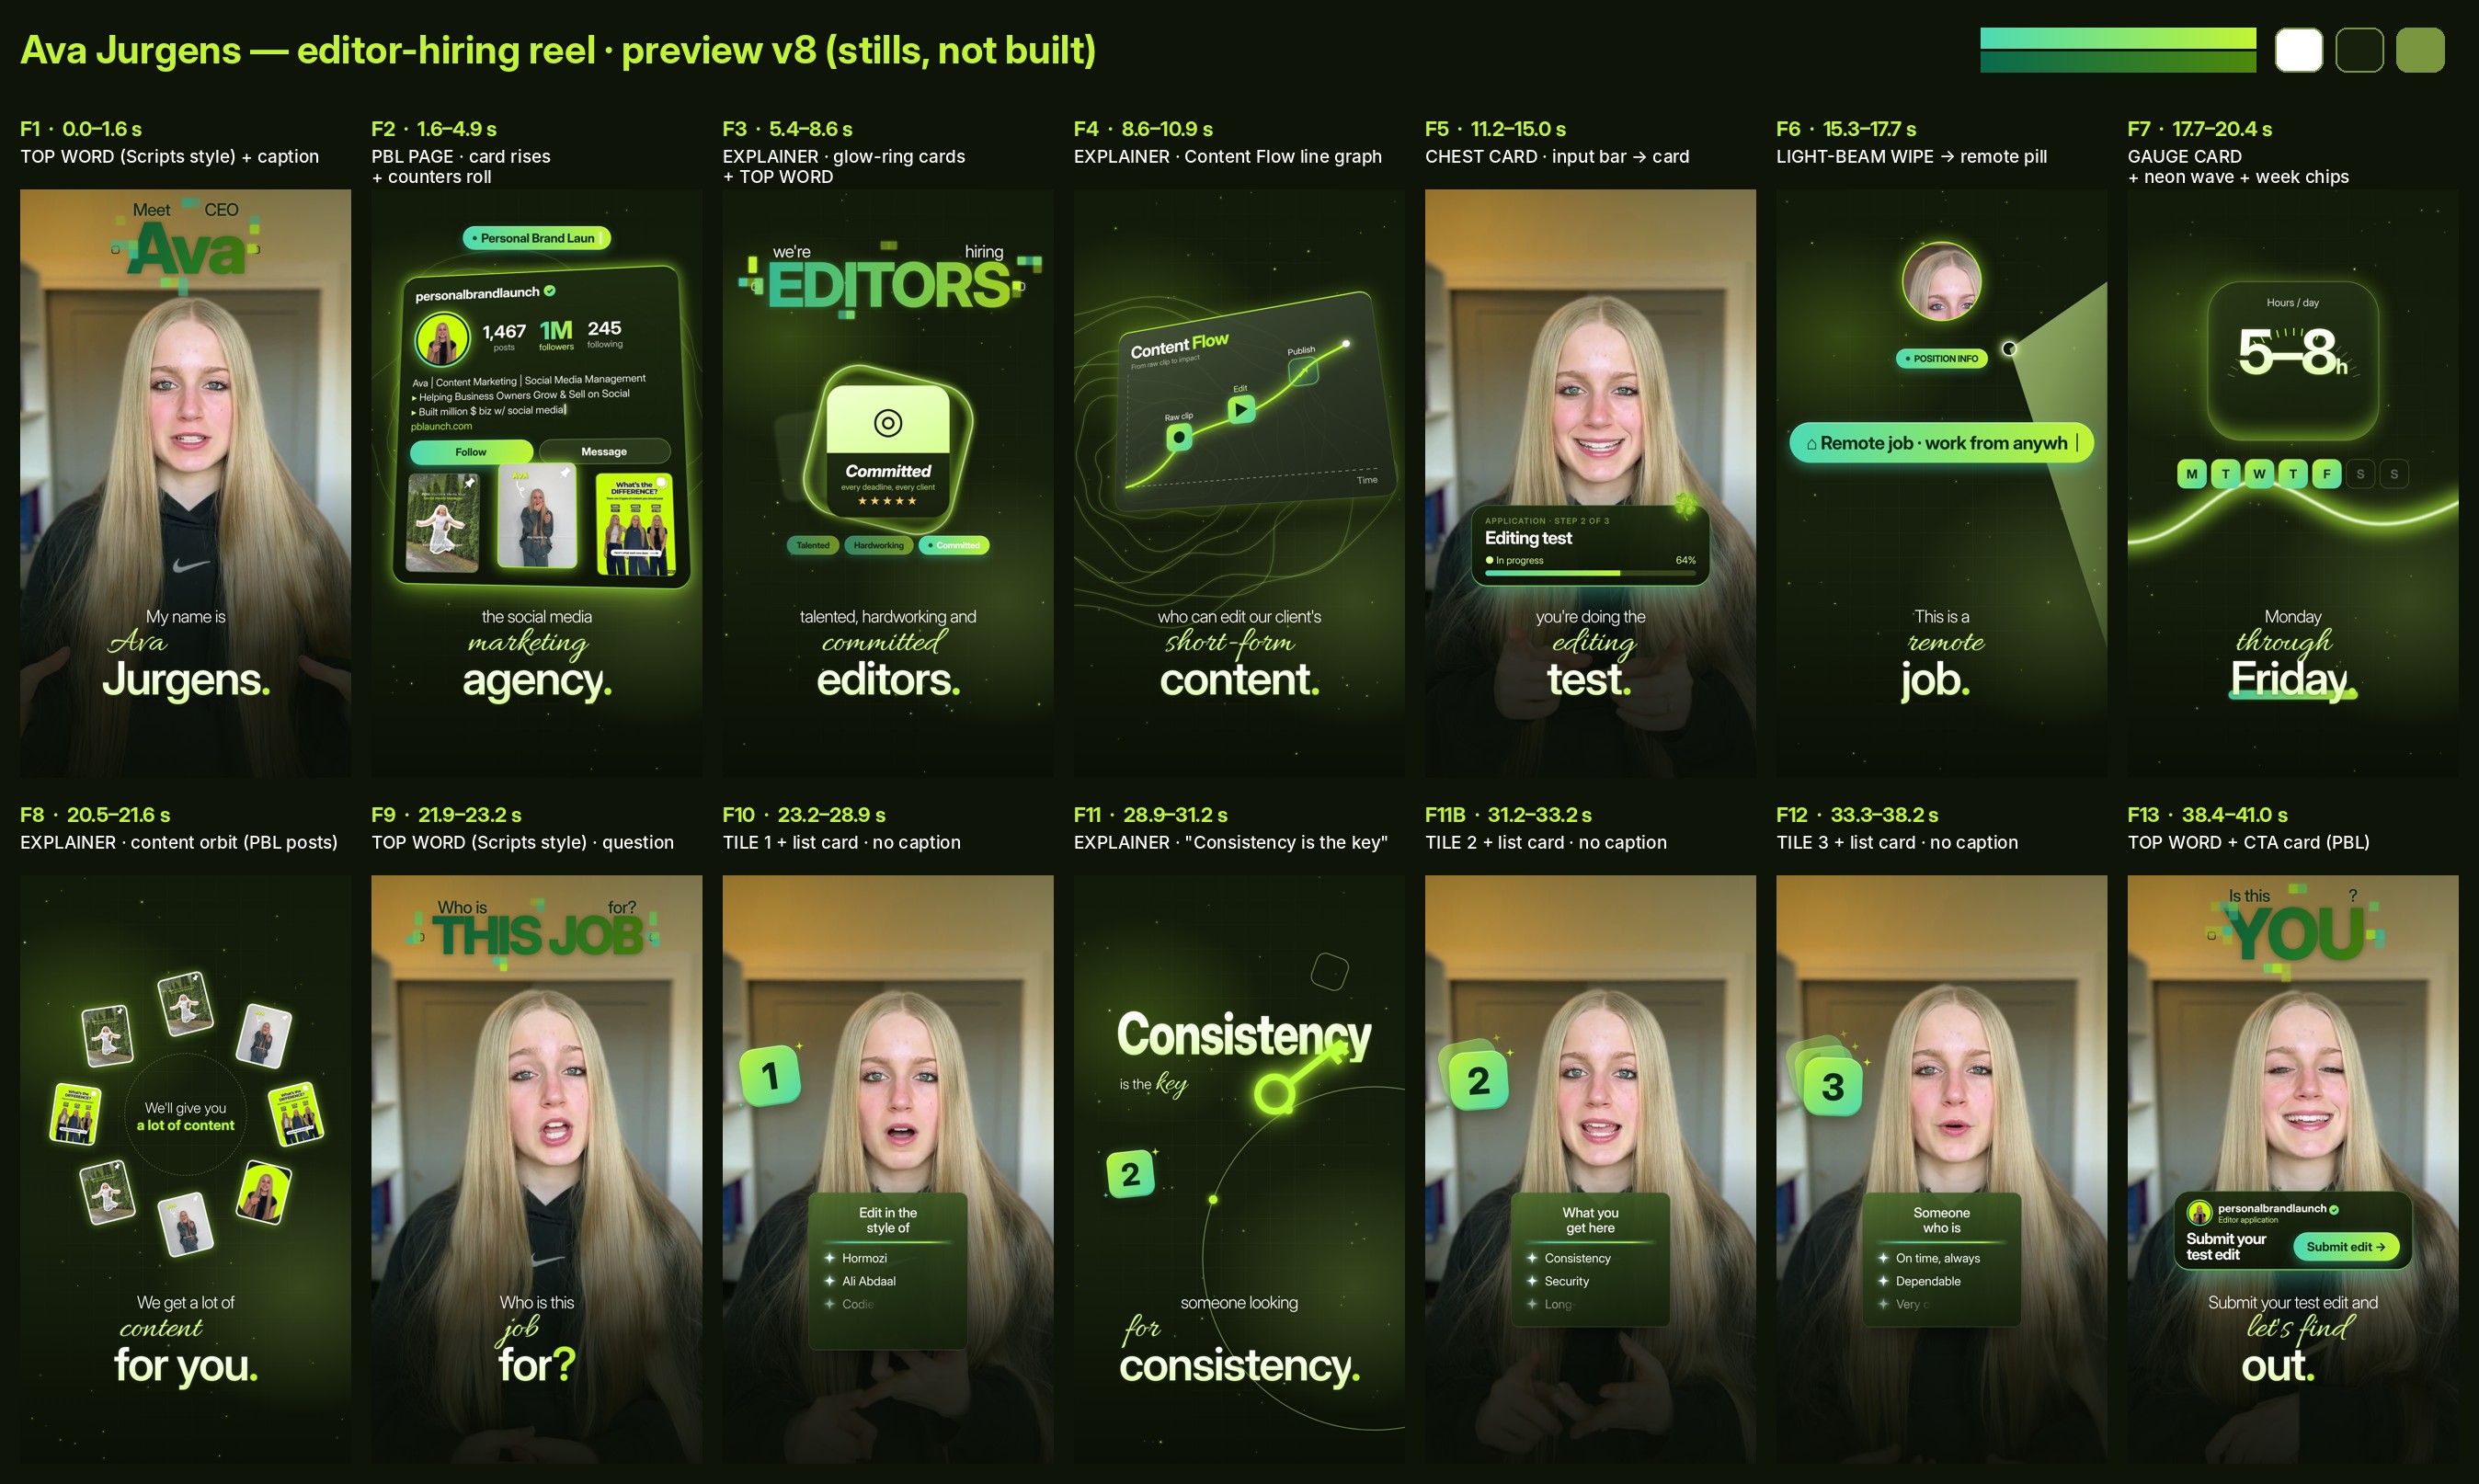 Ava Jurgens — editor-hiring reel · preview v8 (stills, not built)
F1 · 0.0–1.6 s
TOP WORD (Scripts style) + caption
Meet CEO
Ava
My name is
Ava
Jurgens.
F2 · 1.6–4.9 s
PBL PAGE · card rises
+ counters roll
• Personal Brand Laun
personalbrandlaunch
1,467 1M 245
posts followers following
Ava | Content Marketing | Social Media Management
▸ Helping Business Owners Grow & Sell on Social
▸ Built million $ biz w/ social media
pblaunch.com
Follow Message
What's the
DIFFERENCE?
the social media
marketing
agency.
F3 · 5.4–8.6 s
EXPLAINER · glow-ring cards
+ TOP WORD
we're hiring
EDITORS
Committed
every deadline, every client
★★★★★
Talented Hardworking • Committed
talented, hardworking and
committed
editors.
F4 · 8.6–10.9 s
EXPLAINER · Content Flow line graph
Content Flow
From raw clip to impact
Publish
Edit
Raw clip
Time
who can edit our client's
short-form
content.
F5 · 11.2–15.0 s
CHEST CARD · input bar → card
APPLICATION · STEP 2 OF 3
Editing test
In progress 64%
you're doing the
editing
test.
F6 · 15.3–17.7 s
LIGHT-BEAM WIPE → remote pill
• POSITION INFO
⌂ Remote job · work from anywh
This is a
remote
job.
F7 · 17.7–20.4 s
GAUGE CARD
+ neon wave + week chips
Hours / day
5–8h
M T W T F S S
Monday
through
Friday.
F8 · 20.5–21.6 s
EXPLAINER · content orbit (PBL posts)
We'll give you
a lot of content
We get a lot of
content
for you.
F9 · 21.9–23.2 s
TOP WORD (Scripts style) · question
Who is for?
THIS JOB
Who is this
job
for?
F10 · 23.2–28.9 s
TILE 1 + list card · no caption
1
Edit in the
style of
Hormozi
Ali Abdaal
Codie
F11 · 28.9–31.2 s
EXPLAINER · "Consistency is the key"
Consistency
is the key
2
someone looking
for
consistency.
F11B · 31.2–33.2 s
TILE 2 + list card · no caption
2
What you
get here
Consistency
Security
Long-
F12 · 33.3–38.2 s
TILE 3 + list card · no caption
3
Someone
who is
On time, always
Dependable
Very
F13 · 38.4–41.0 s
TOP WORD + CTA card (PBL)
Is this ?
YOU
personalbrandlaunch
Editor application
Submit your
test edit
Submit edit →
Submit your test edit and
let's find
out.